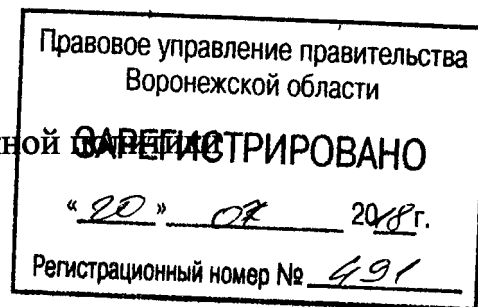 Правовое управление правительства
Воронежской области
ной ЗАРЕГИСТРИРОВАНО
« 20 » 07 2018 г.
Регистрационный номер № 491